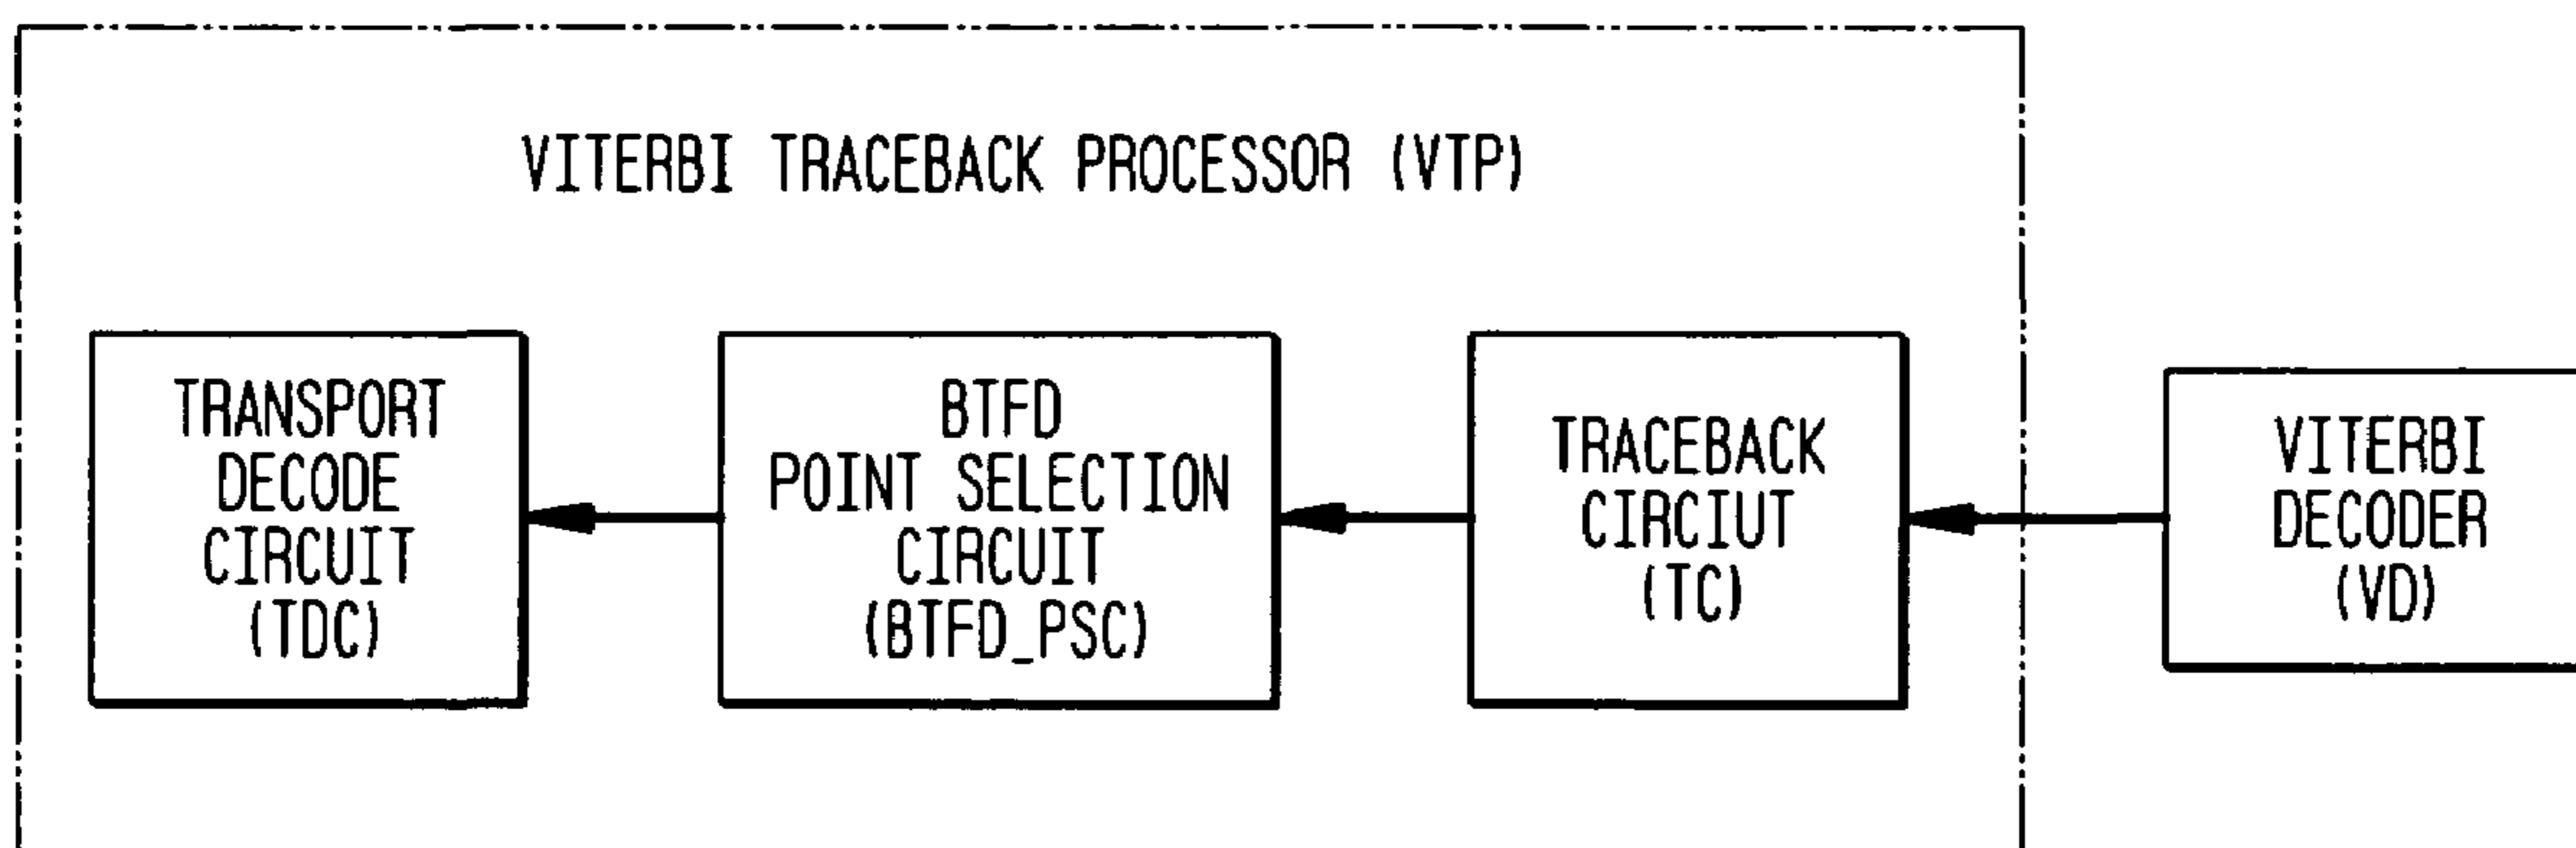 VITERBI TRACEBACK PROCESSOR (VTP)
TRANSPORT
DECODE
CIRCUIT
(TDC)
BTFD
POINT SELECTION
CIRCUIT
(BTFD_PSC)
TRACEBACK
CIRCIUT
(TC)
VITERBI
DECODER
(VD)